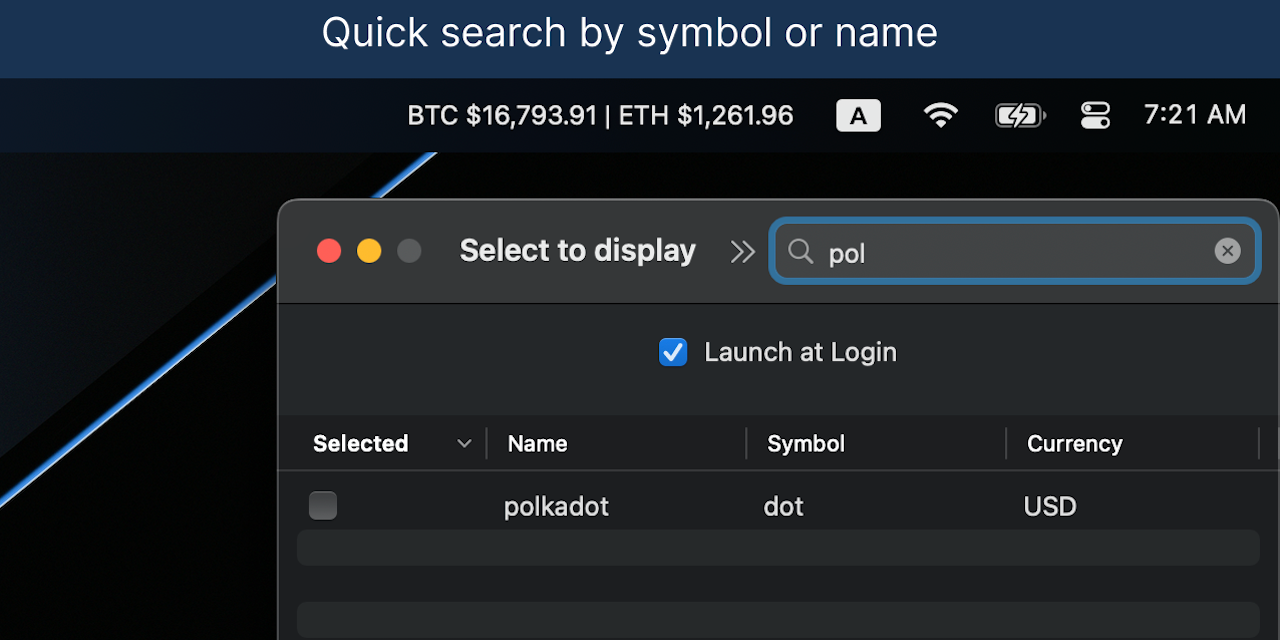 Quick search by symbol or name
BTC $16,793.91 | ETH $1,261.96 A 7:21 AM
Select to display pol
Launch at Login
Selected Name Symbol Currency
polkadot dot USD